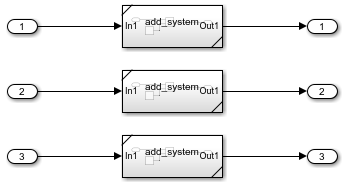 1 In1 add_system Out1 1
2 In1 add_system Out1 2
3 In1 add_system Out1 3